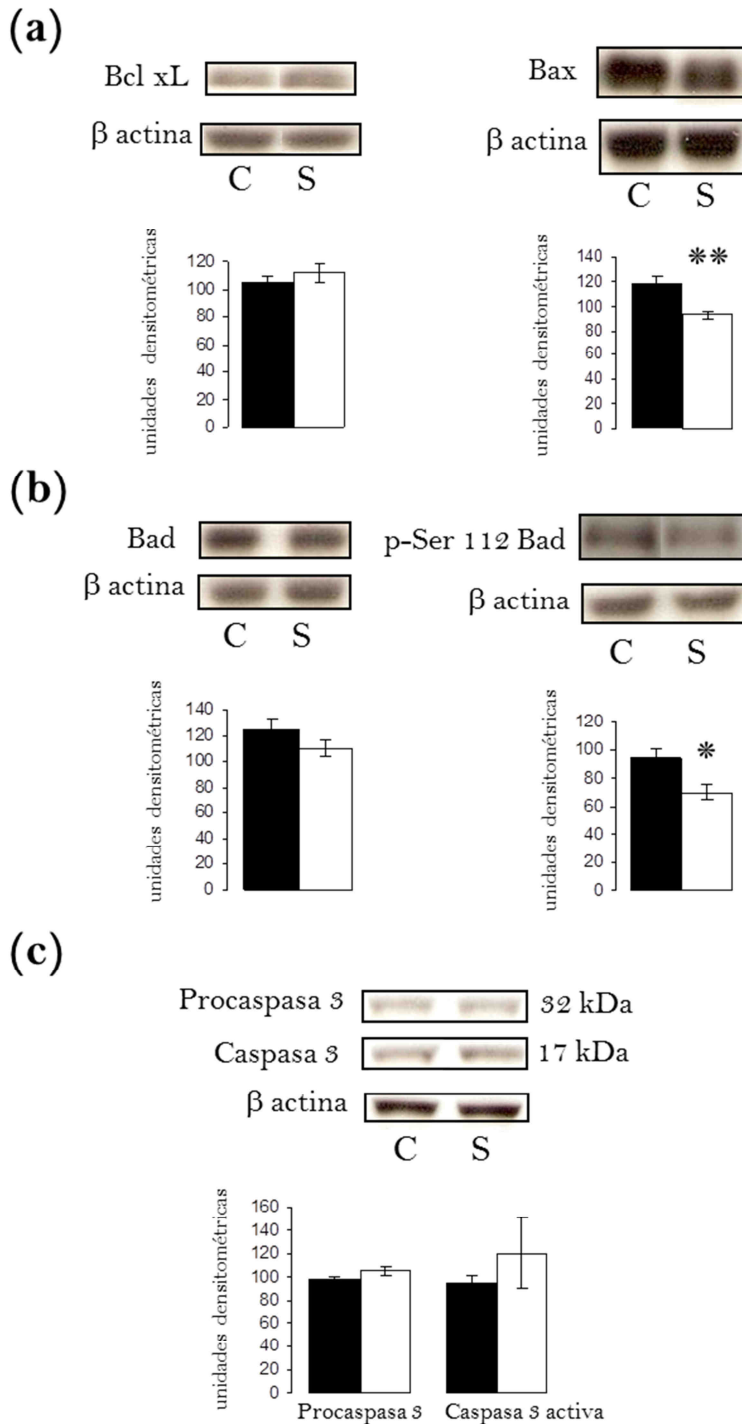 (a)
Bcl xL
β actina
C S
Bax
β actina
C S
unidades densitométricas
120
100
80
60
40
20
0
unidades densitométricas
140
120
100
80
60
40
20
0
**
(b)
Bad
β actina
C S
p-Ser 112 Bad
β actina
C S
unidades densitométricas
140
120
100
80
60
40
20
0
unidades densitométricas
120
100
80
60
40
20
0
*
(c)
Procaspasa 3 32 kDa
Caspasa 3 17 kDa
β actina
C S
unidades densitométricas
160
140
120
100
80
60
40
20
0
Procaspasa 3 Caspasa 3 activa